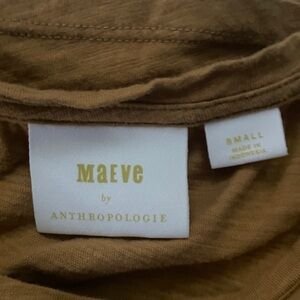 MAEVE
by
ANTHROPOLOGIE
SMALL
MADE IN
INDONESIA